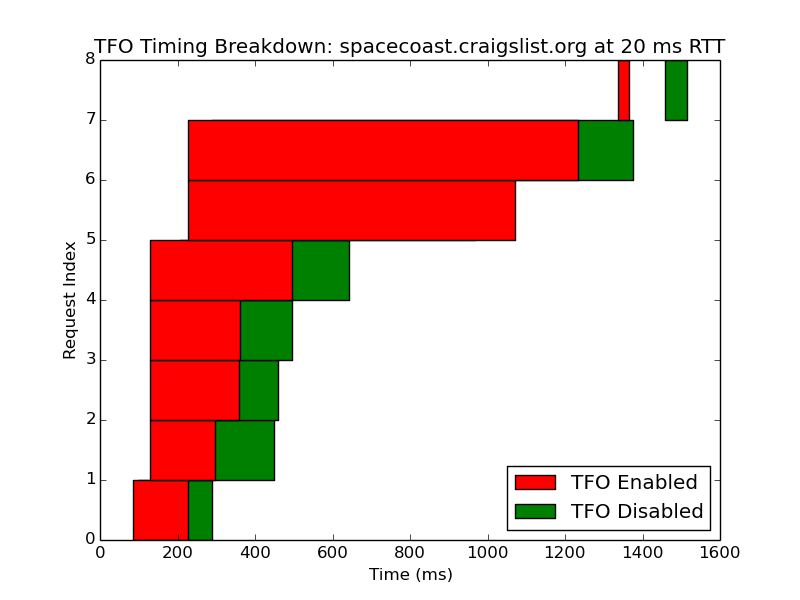 TFO Timing Breakdown: spacecoast.craigslist.org at 20 ms RTT
8
7
6
5
4
3
2
1
0
Request Index
TFO Enabled
TFO Disabled
0 200 400 600 800 1000 1200 1400 1600
Time (ms)